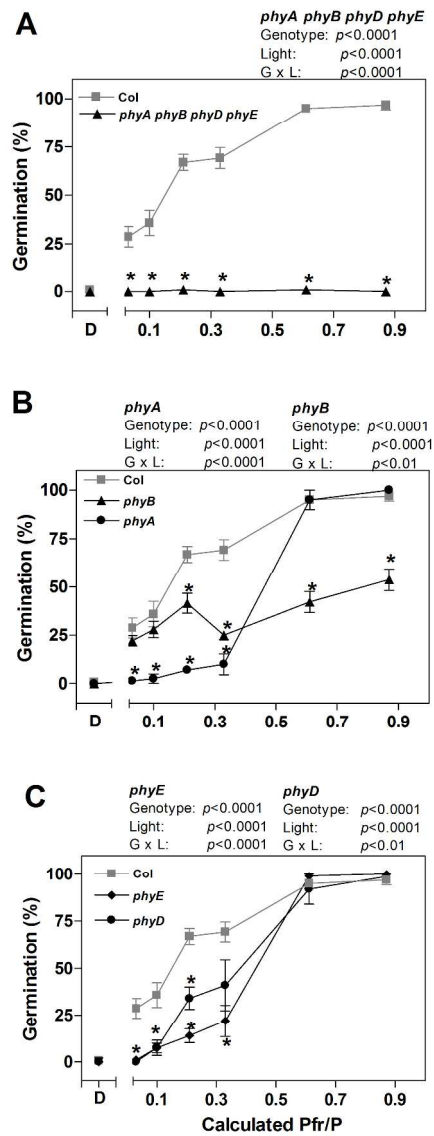 A
phyA phyB phyD phyE
Genotype: p<0.0001
Light: p<0.0001
G x L: p<0.0001
Germination (%)
100
75
50
25
0
Col
phyA phyB phyD phyE
* * * * * *
D 0.1 0.3 0.5 0.7 0.9
B
phyA phyB
Genotype: p<0.0001 Genotype: p<0.0001
Light: p<0.0001 Light: p<0.0001
G x L: p<0.0001 G x L: p<0.01
Germination (%)
100
75
50
25
0
Col
phyB
phyA
* * * *
* * * *
D 0.1 0.3 0.5 0.7 0.9
C
phyE phyD
Genotype: p<0.0001 Genotype: p<0.0001
Light: p<0.0001 Light: p<0.0001
G x L: p<0.0001 G x L: p<0.01
Germination (%)
100
75
50
25
0
Col
phyE
phyD
* * * * *
D 0.1 0.3 0.5 0.7 0.9
Calculated Pfr/P